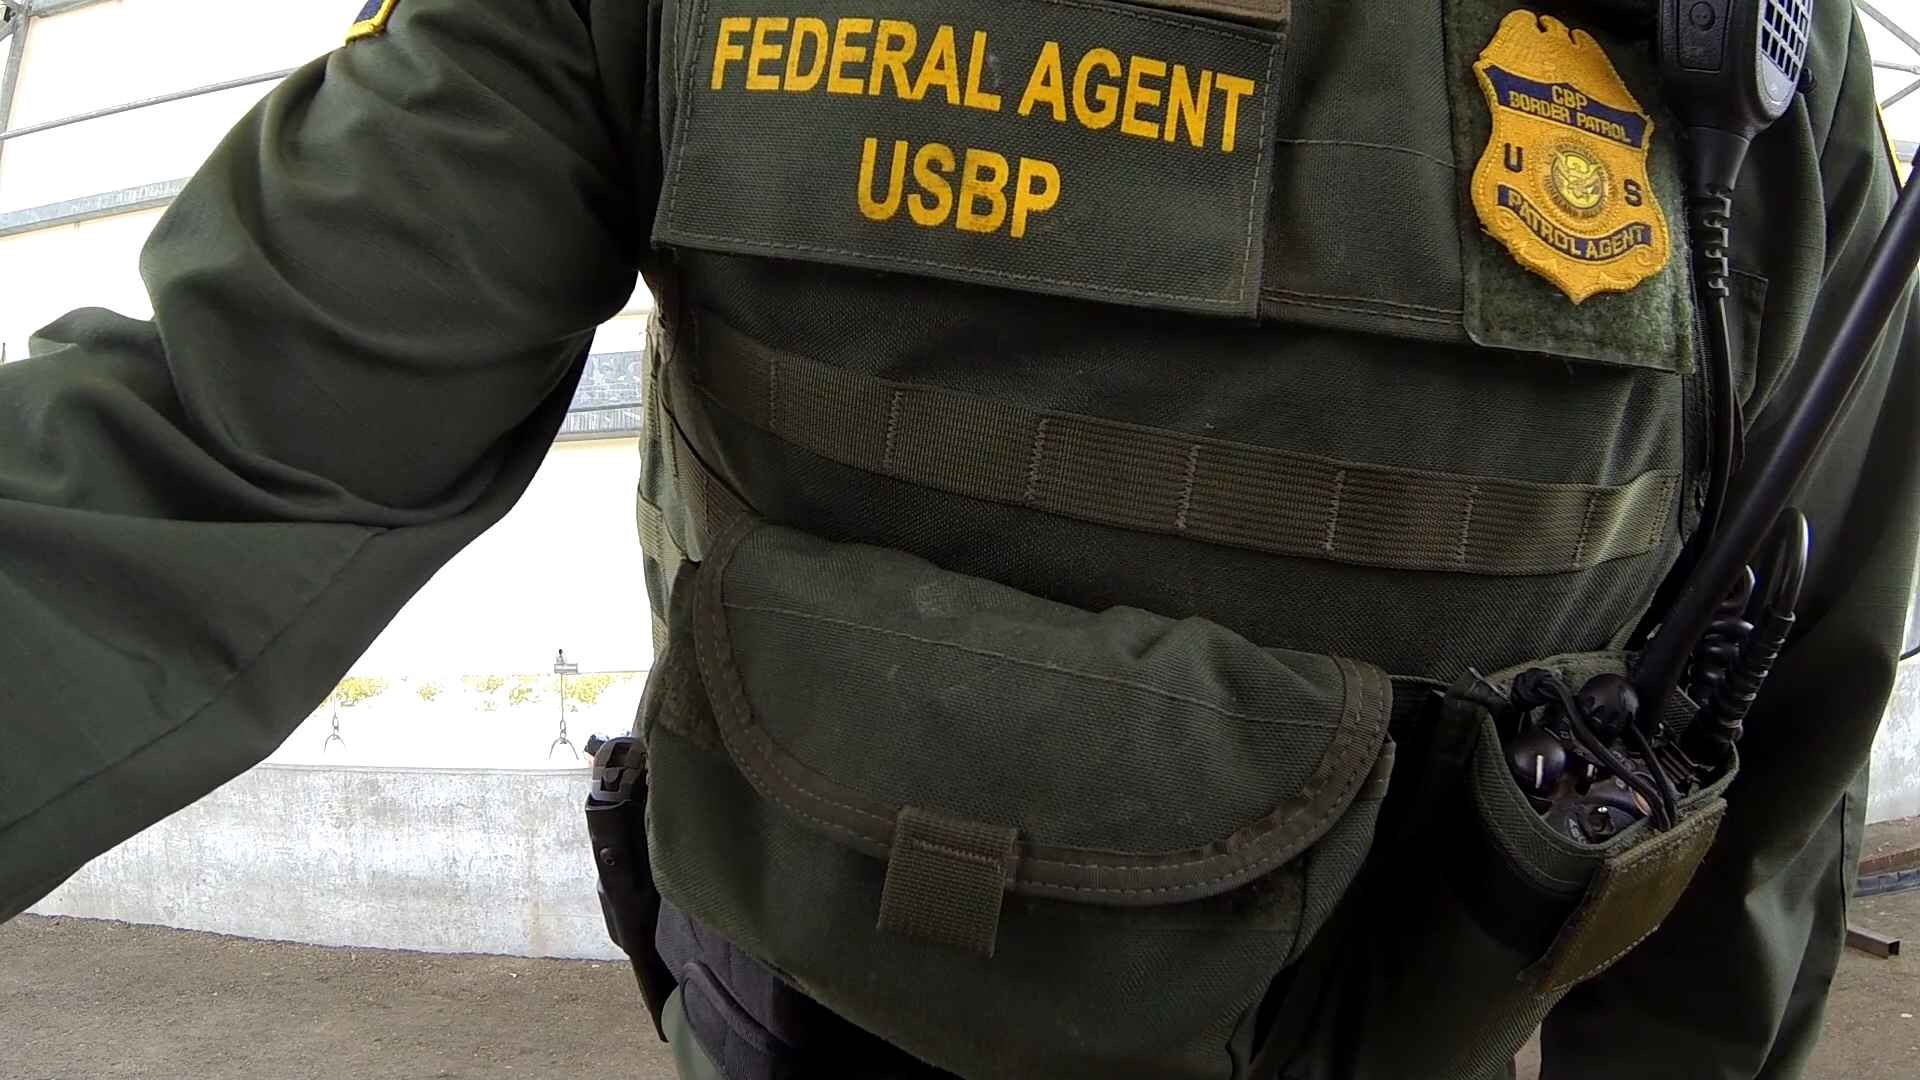 FEDERAL AGENT
USBP
CBP
BORDER PATROL
U S
PATROL AGENT